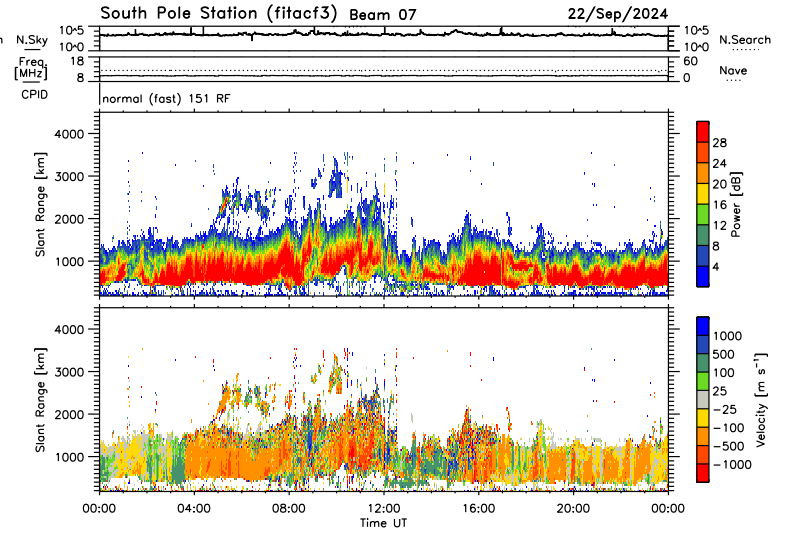 South Pole Station (fitacf3) Beam 07 22/Sep/2024
N.Sky 10^5 10^0 10^5 10^0 N.Search
Freq. [MHz] 18 8 60 0 Nave
CPID normal (fast) 151 RF
Slant Range [km]
4000
3000
2000
1000
28
24
20
16
12
8
4
Power [dB]
Slant Range [km]
4000
3000
2000
1000
1000
500
100
25
-25
-100
-500
-1000
Velocity [m s⁻¹]
00:00 04:00 08:00 12:00 16:00 20:00 00:00
Time UT